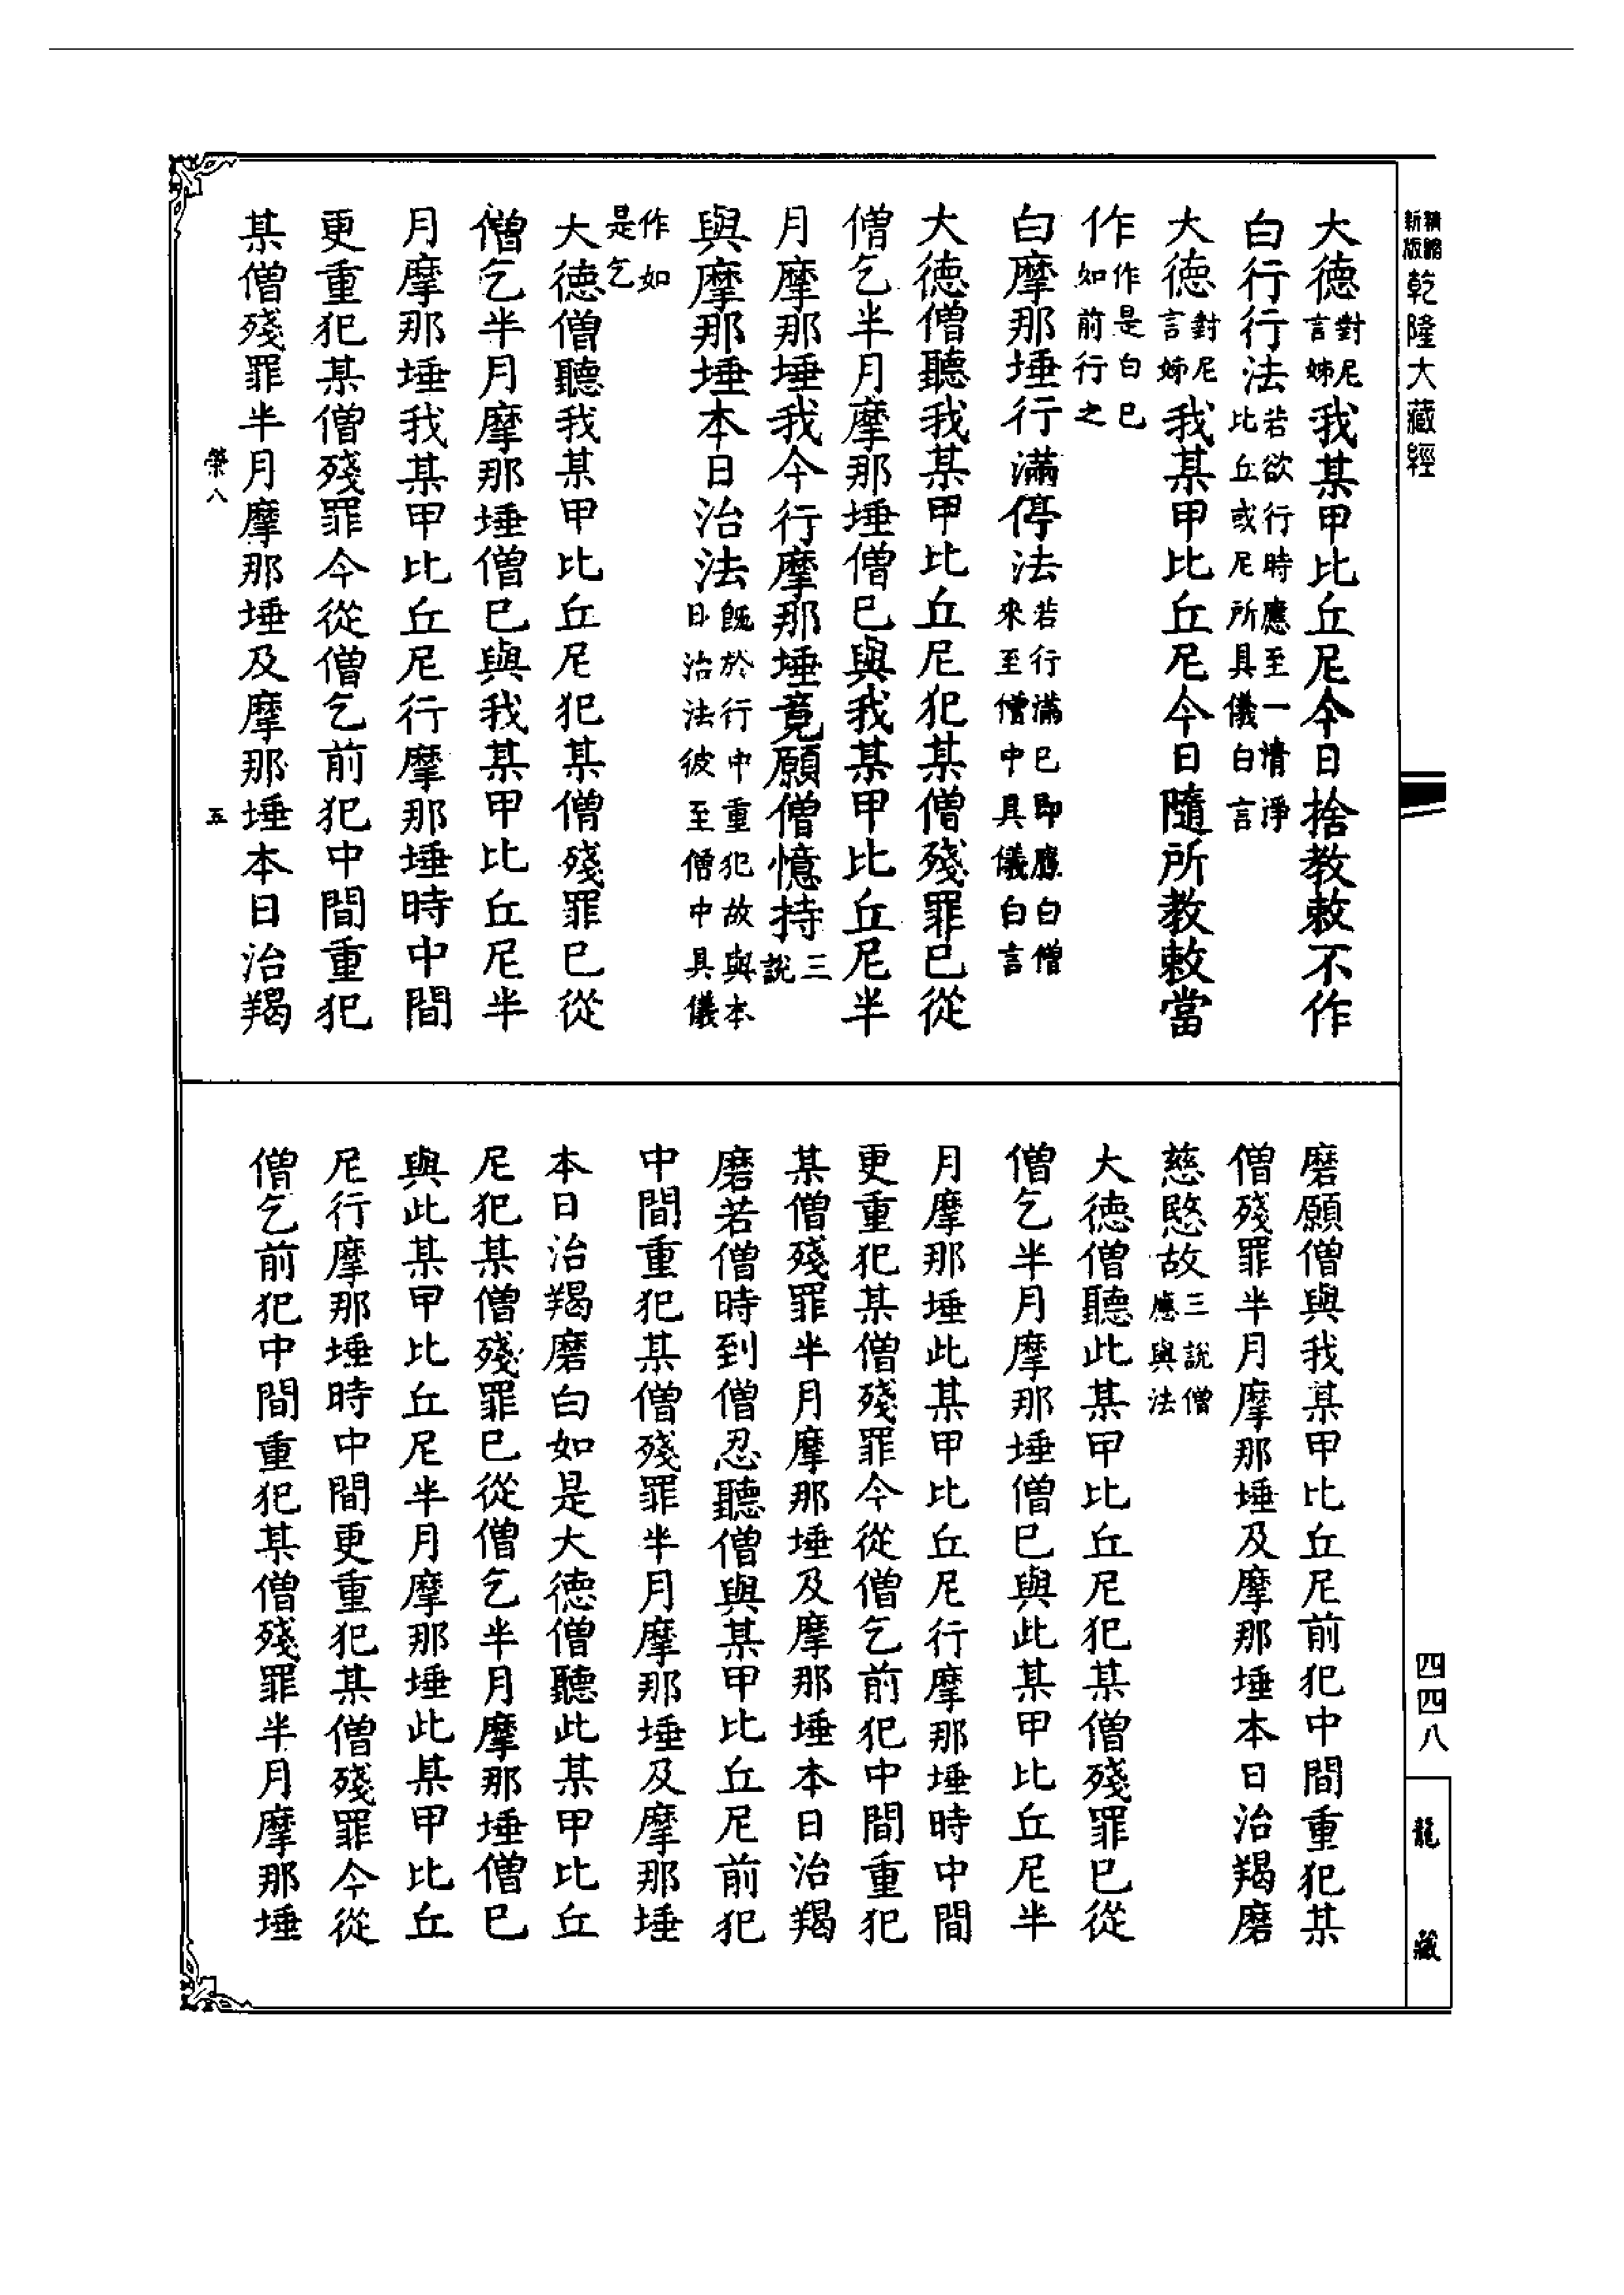 精縮新版乾隆大藏經
大德對尼言姊我某甲比丘尼今日捨教敕不作
白行行法若欲行時應至一清淨比丘或尼所具儀白言
大德對尼言姊我某甲比丘尼今日隨所教敕當
作作是白已如前行之
白摩那埵行滿停法若行滿已即應白僧來至僧中具儀白言
大德僧聽我某甲比丘尼犯某僧殘罪已從
僧乞半月摩那埵僧已與我某甲比丘尼半
月摩那埵我今行摩那埵竟願僧憶持三說
與摩那埵本日治法既於行中重犯故與本日治法彼至僧中具儀
作如是乞
大德僧聽我某甲比丘尼犯某僧殘罪已從
僧乞半月摩那埵僧已與我某甲比丘尼半
月摩那埵我某甲比丘尼行摩那埵時中間
更重犯某僧殘罪今從僧乞前犯中間重犯
某僧殘罪半月摩那埵及摩那埵本日治羯
築八 五
磨願僧與我某甲比丘尼前犯中間重犯某
僧殘罪半月摩那埵及摩那埵本日治羯磨
慈愍故三說僧應與法
大德僧聽此某甲比丘尼犯某僧殘罪已從
僧乞半月摩那埵僧已與此某甲比丘尼半
月摩那埵此某甲比丘尼行摩那埵時中間
更重犯某僧殘罪今從僧乞前犯中間重犯
某僧殘罪半月摩那埵及摩那埵本日治羯
磨若僧時到僧忍聽僧與某甲比丘尼前犯
中間重犯某僧殘罪半月摩那埵及摩那埵
本日治羯磨白如是大德僧聽此某甲比丘
尼犯某僧殘罪已從僧乞半月摩那埵僧已
與此某甲比丘尼半月摩那埵此某甲比丘
尼行摩那埵時中間更重犯某僧殘罪今從
僧乞前犯中間重犯某僧殘罪半月摩那埵
四四八
龍藏